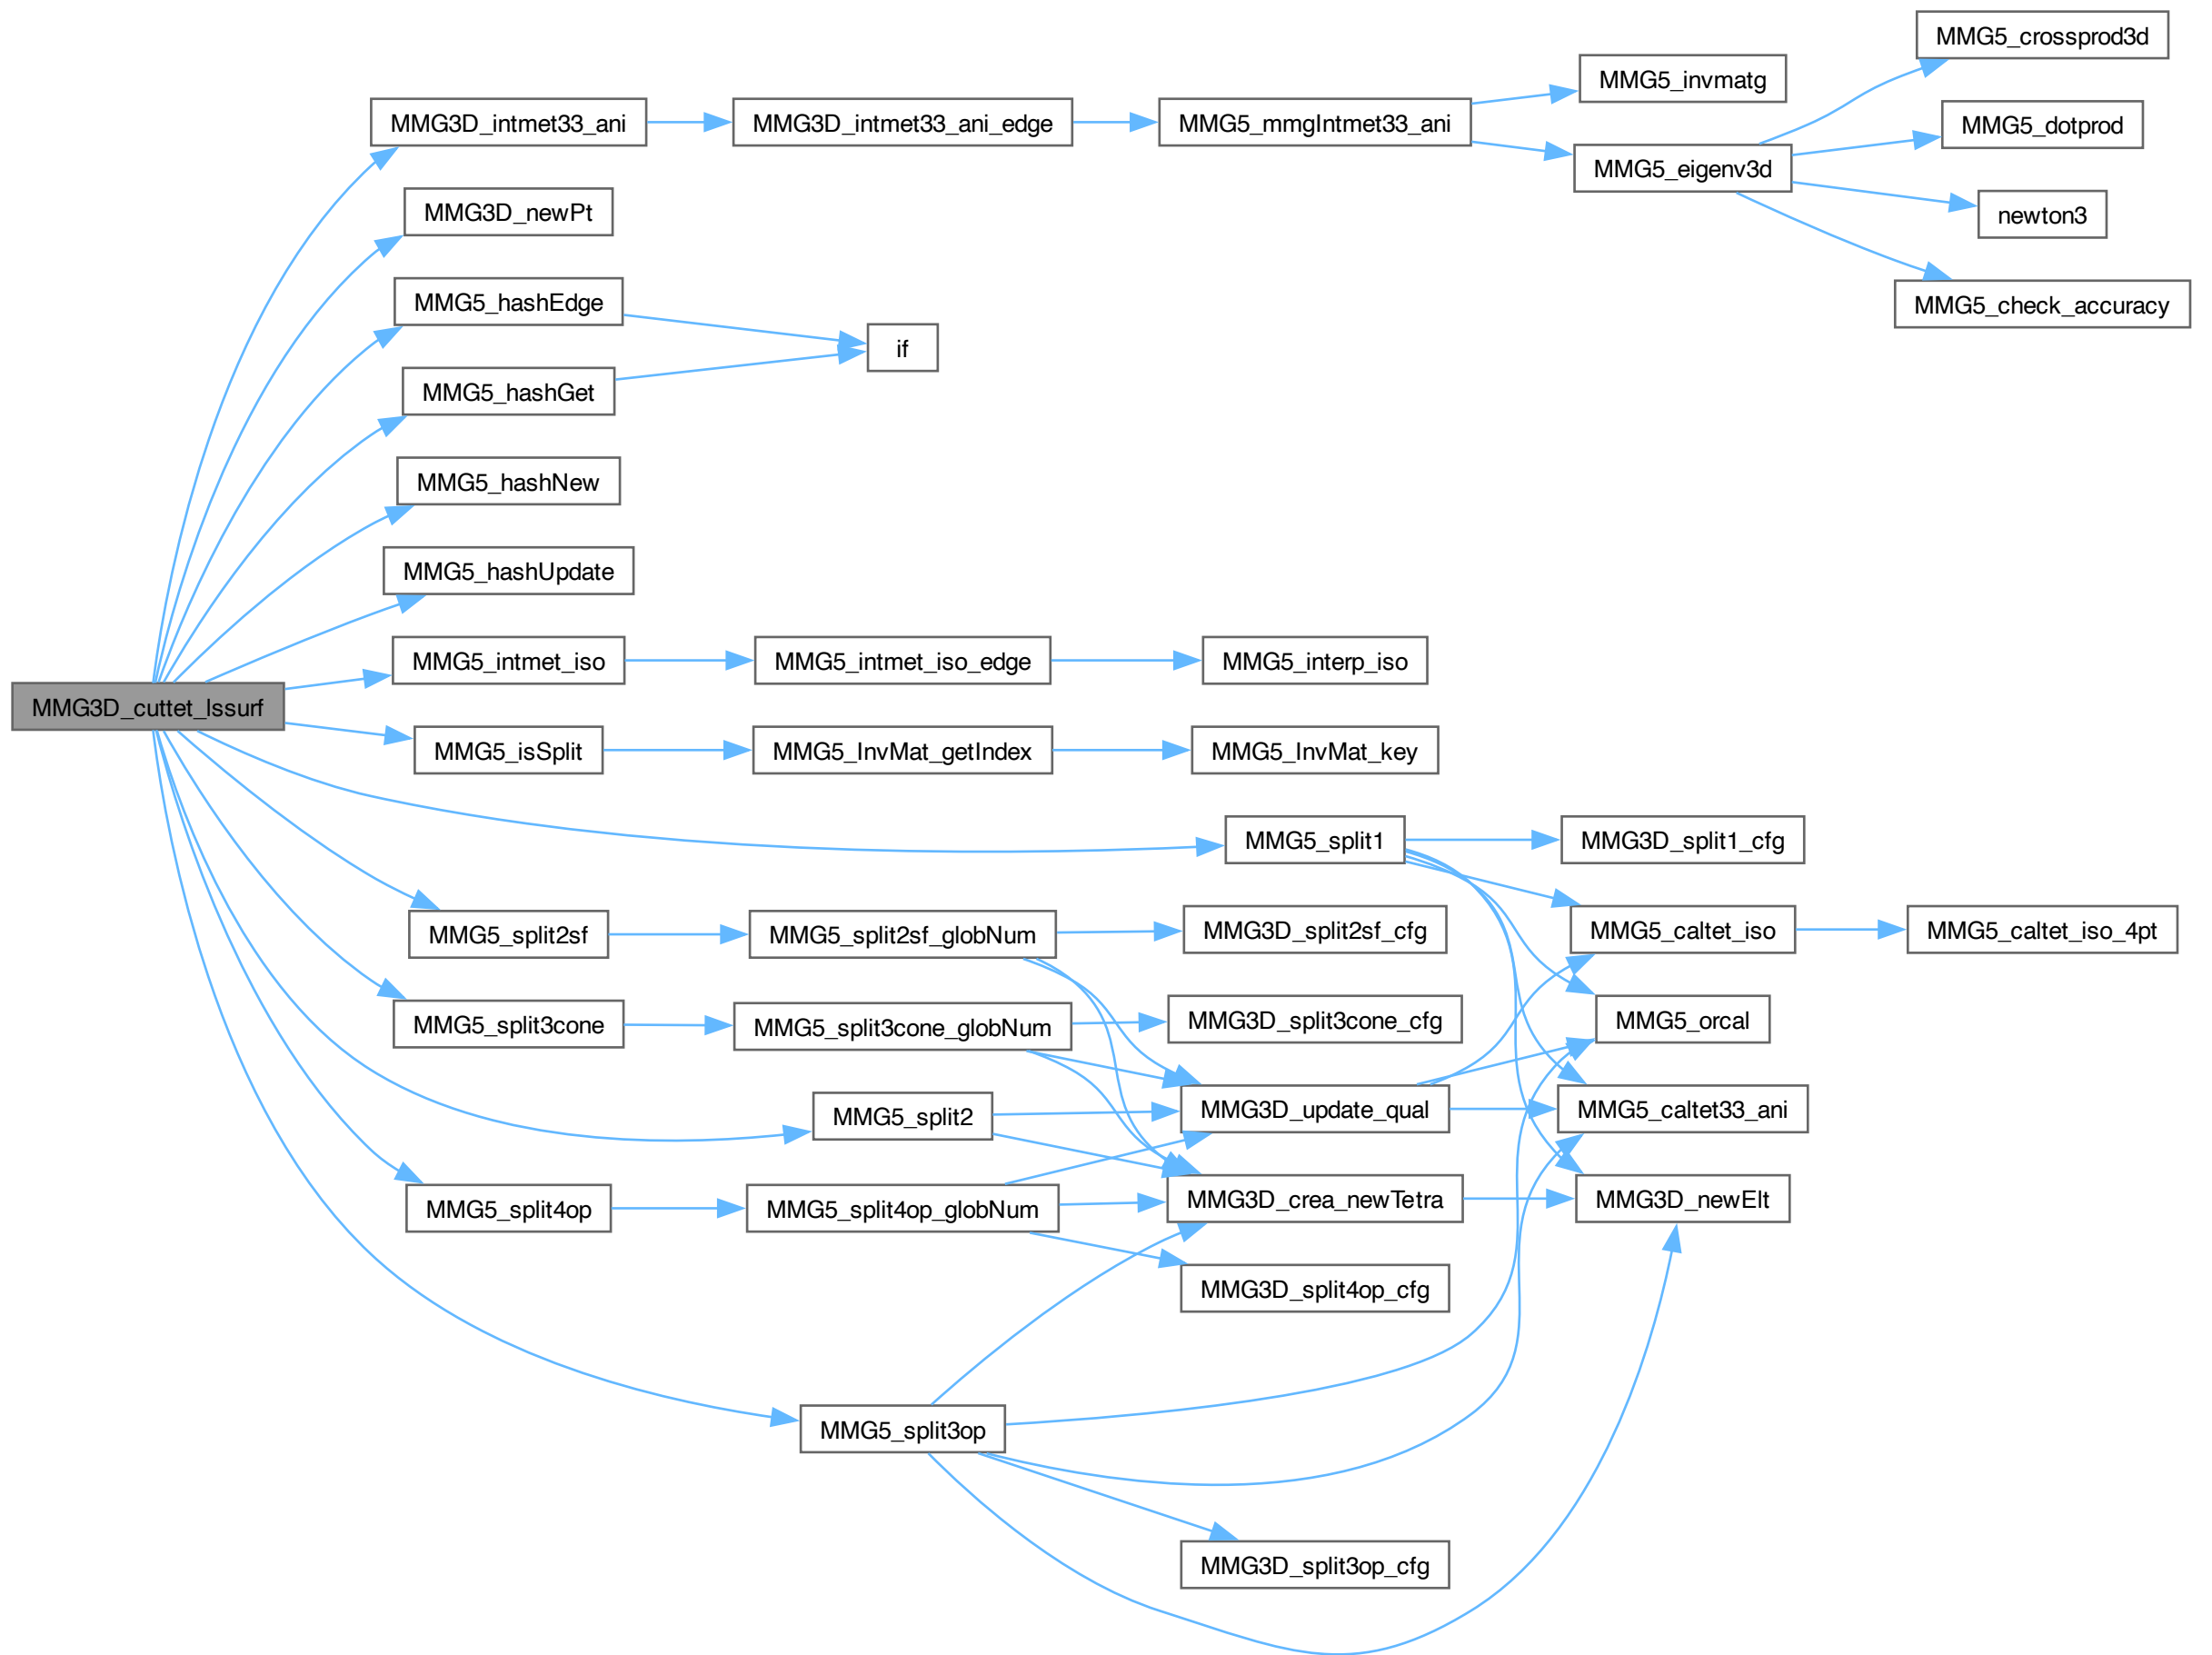 MMG5_crossprod3d
MMG5_invmatg
MMG3D_intmet33_ani
MMG3D_intmet33_ani_edge
MMG5_mmgIntmet33_ani
MMG5_dotprod
MMG5_eigenv3d
MMG3D_newPt
newton3
MMG5_hashEdge
MMG5_check_accuracy
if
MMG5_hashGet
MMG5_hashNew
MMG5_hashUpdate
MMG5_intmet_iso
MMG5_intmet_iso_edge
MMG5_interp_iso
MMG3D_cuttet_lssurf
MMG5_isSplit
MMG5_InvMat_getIndex
MMG5_InvMat_key
MMG5_split1
MMG3D_split1_cfg
MMG5_split2sf
MMG5_split2sf_globNum
MMG3D_split2sf_cfg
MMG5_caltet_iso
MMG5_caltet_iso_4pt
MMG5_split3cone
MMG5_split3cone_globNum
MMG3D_split3cone_cfg
MMG5_orcal
MMG5_split2
MMG3D_update_qual
MMG5_caltet33_ani
MMG5_split4op
MMG5_split4op_globNum
MMG3D_crea_newTetra
MMG3D_newElt
MMG3D_split4op_cfg
MMG5_split3op
MMG3D_split3op_cfg